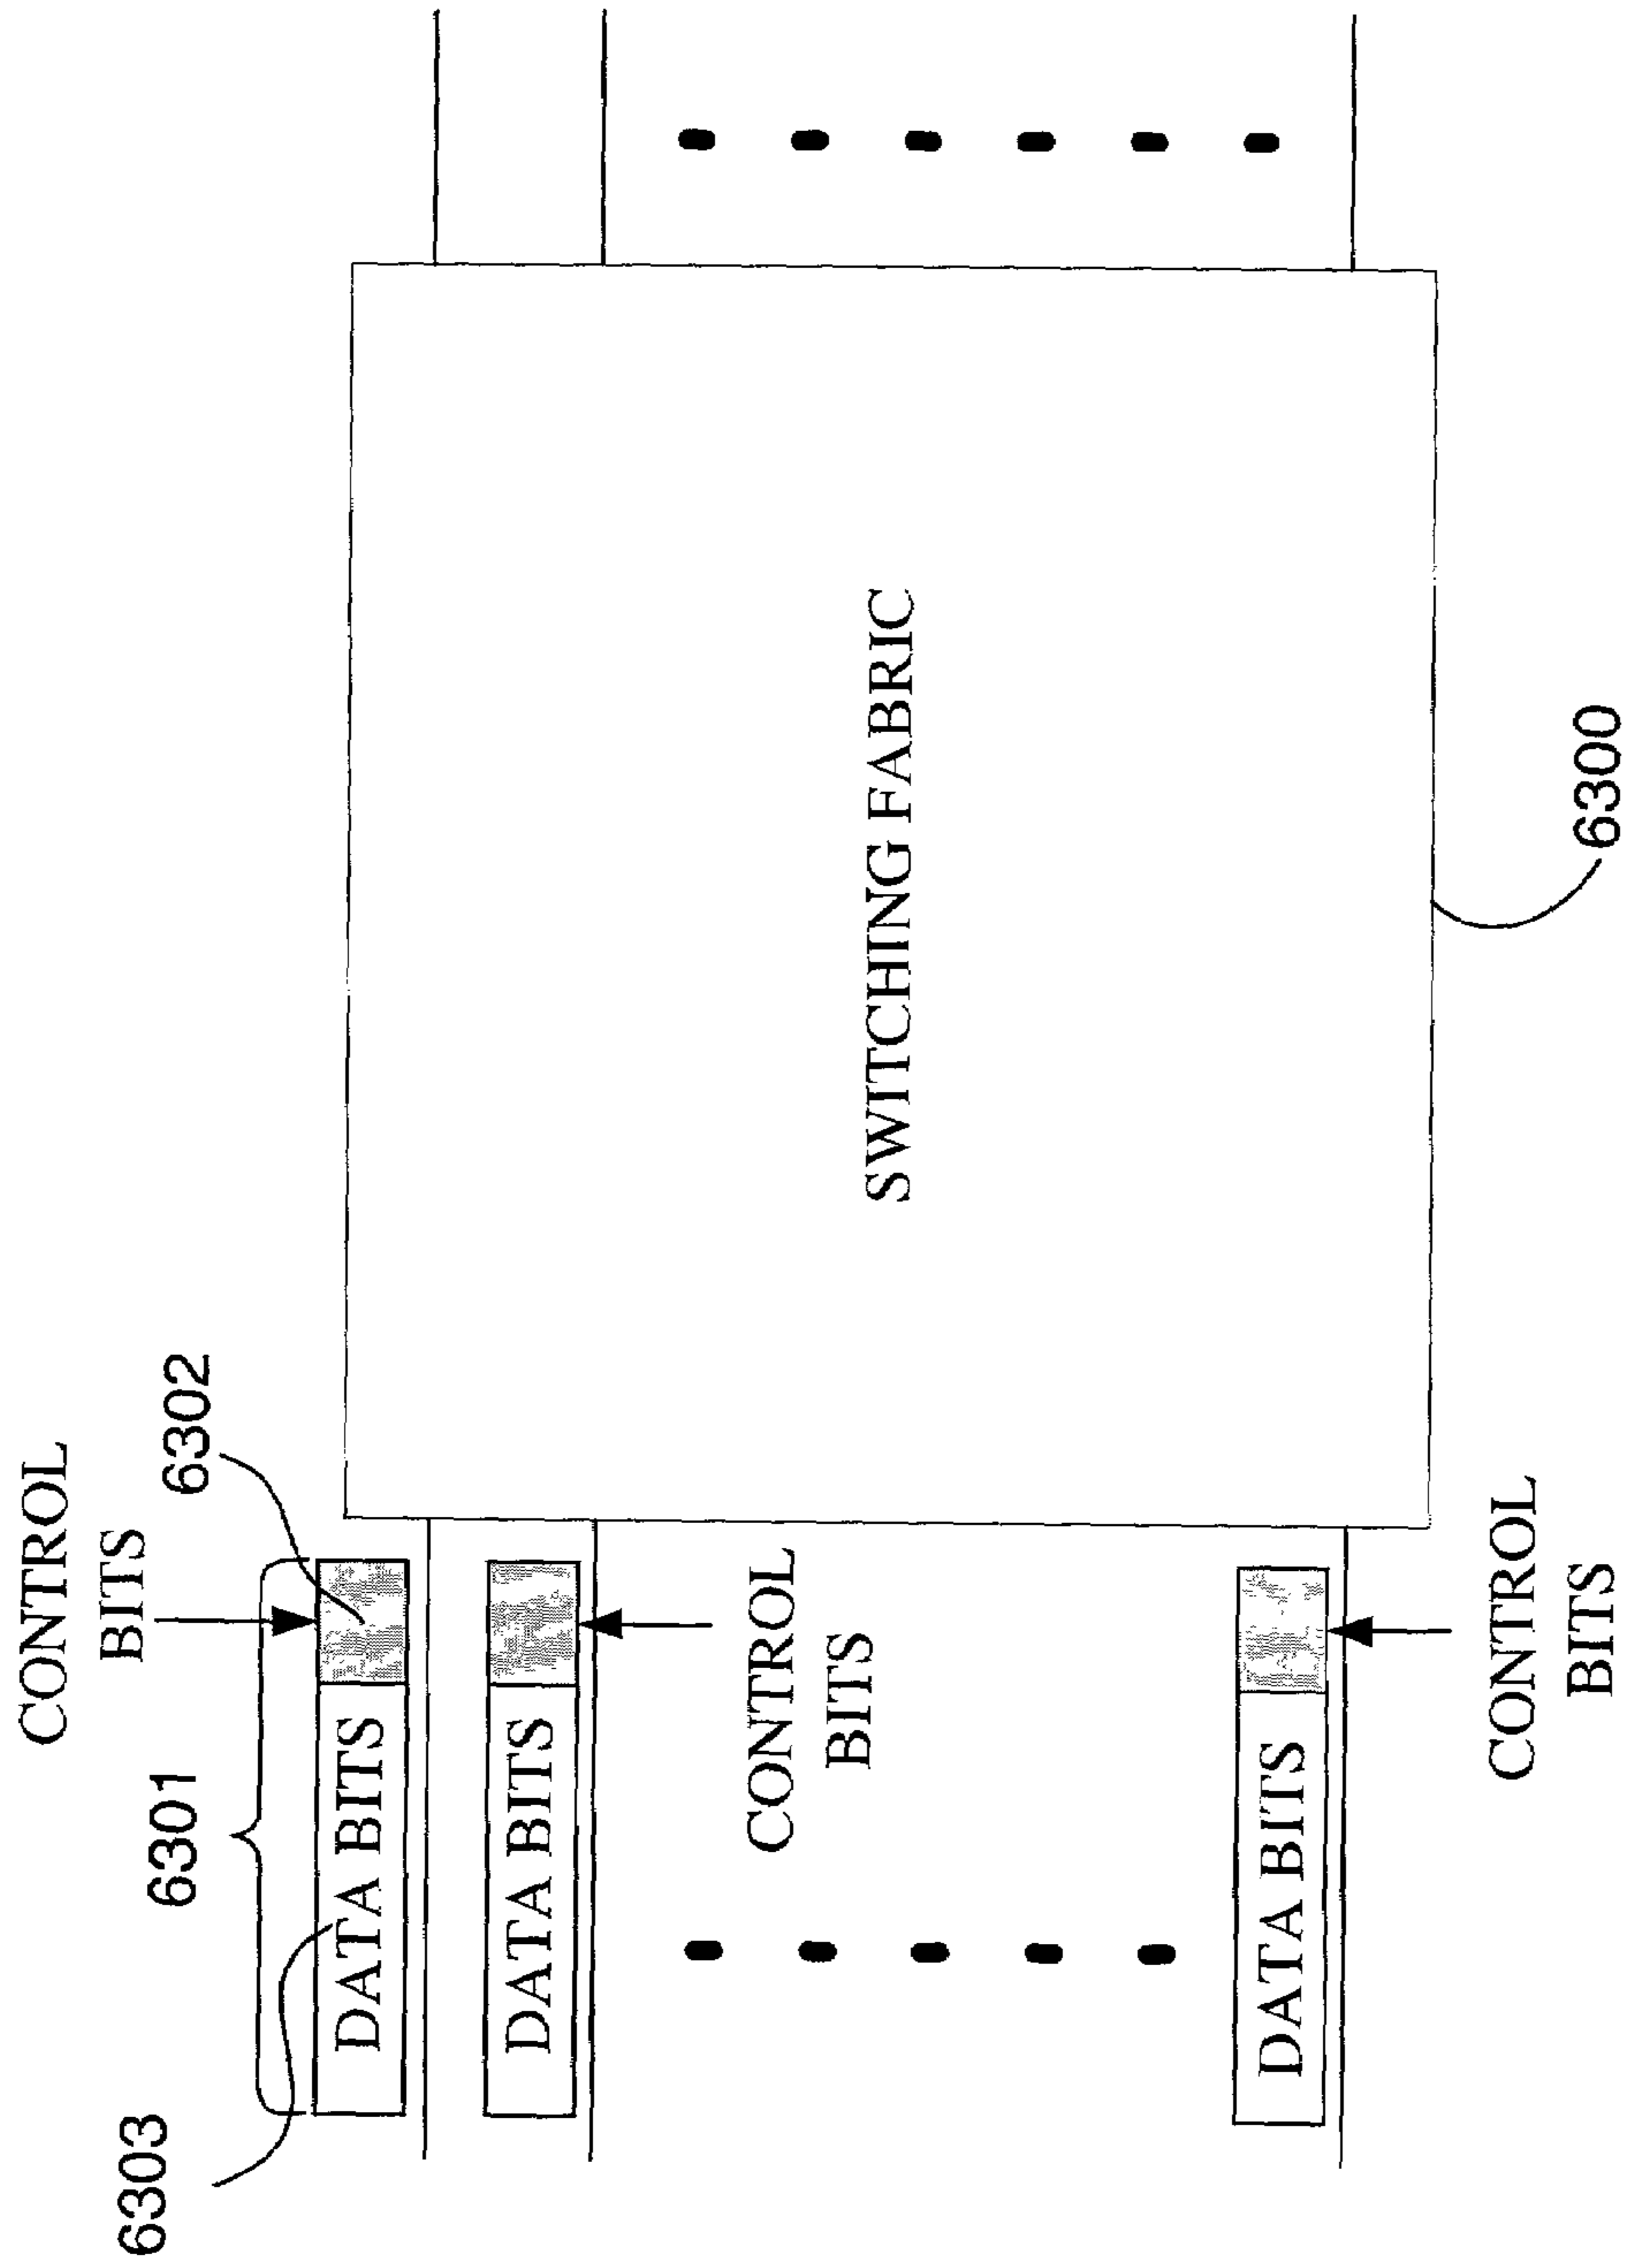 CONTROL
BITS
6303
6301
6302
DATA BITS
DATA BITS
CONTROL
BITS
SWITCHING FABRIC
DATA BITS
CONTROL
BITS
6300